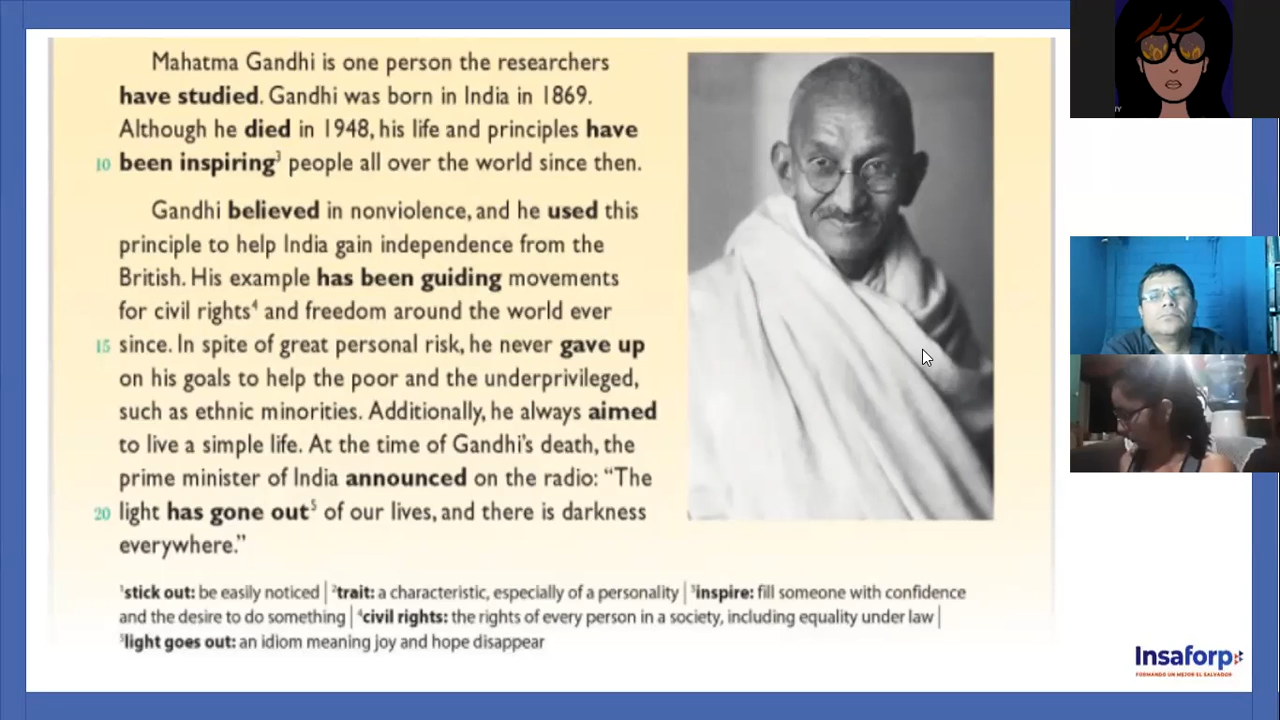 Mahatma Gandhi is one person the researchers
have studied. Gandhi was born in India in 1869.
Although he died in 1948, his life and principles have
10 been inspiring³ people all over the world since then.
Gandhi believed in nonviolence, and he used this
principle to help India gain independence from the
British. His example has been guiding movements
for civil rights⁴ and freedom around the world ever
15 since. In spite of great personal risk, he never gave up
on his goals to help the poor and the underprivileged,
such as ethnic minorities. Additionally, he always aimed
to live a simple life. At the time of Gandhi's death, the
prime minister of India announced on the radio: “The
20 light has gone out⁵ of our lives, and there is darkness
everywhere.”
¹stick out: be easily noticed | ²trait: a characteristic, especially of a personality | ³inspire: fill someone with confidence
and the desire to do something | ⁴civil rights: the rights of every person in a society, including equality under law |
⁵light goes out: an idiom meaning joy and hope disappear
Insaforp
FORMANDO UN MEJOR EL SALVADOR